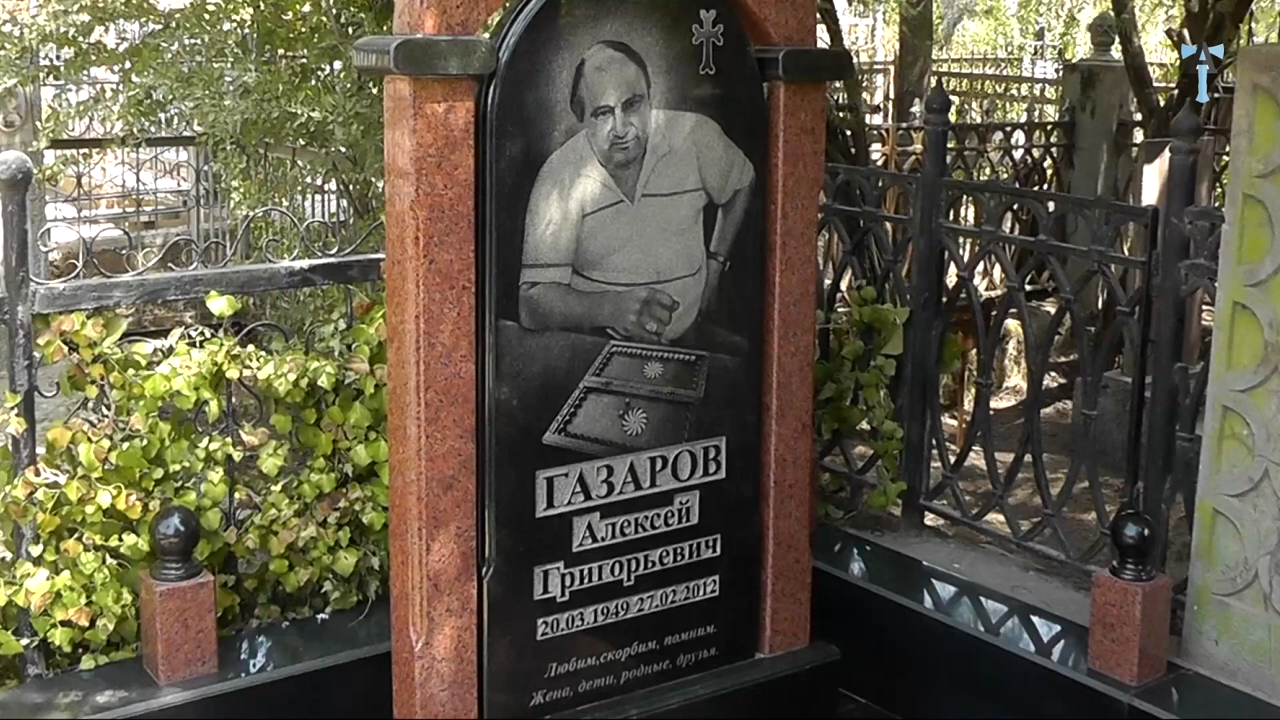 ГАЗАРОВ
Алексей
Григорьевич
20.03.1949 27.02.2012
Любим,скорбим, помним.
Жена, дети, родные, друзья.